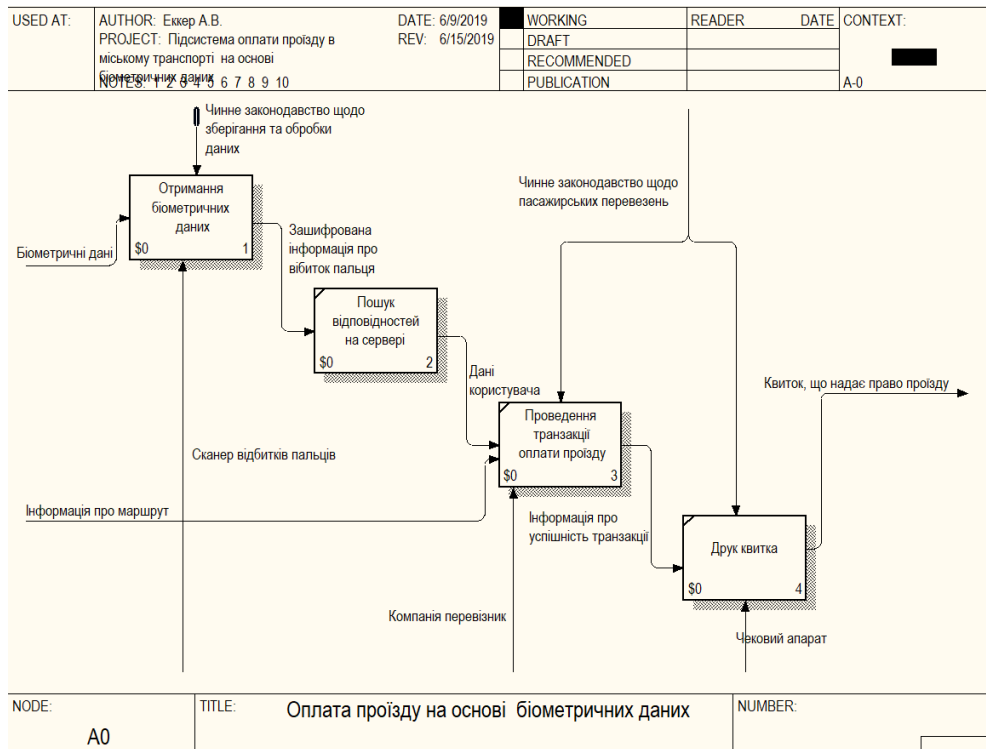 USED AT:
AUTHOR: Еккер А.В.
DATE: 6/9/2019
PROJECT: Підсистема оплати проїзду в
REV: 6/15/2019
міському транспорті на основі
біометричних даних
NOTES: 1 2 3 4 5 6 7 8 9 10
WORKING
DRAFT
RECOMMENDED
PUBLICATION
READER DATE
CONTEXT:
A-0
Чинне законодавство щодо
зберігання та обробки
даних
Чинне законодавство щодо
пасажирських перевезень
Отримання
біометричних
даних
$0 1
Біометричні дані
Зашифрована
інформація про
вібиток пальця
Пошук
відповідностей
на сервері
$0 2
Дані
користувача
Квиток, що надає право проїзду
Проведення
транзакції
оплати проїзду
$0 3
Сканер відбитків пальців
Інформація про маршрут
Інформація про
успішність транзакції
Друк квитка
$0 4
Компанія перевізник
Чековий апарат
NODE:
A0
TITLE:
Оплата проїзду на основі біометричних даних
NUMBER: